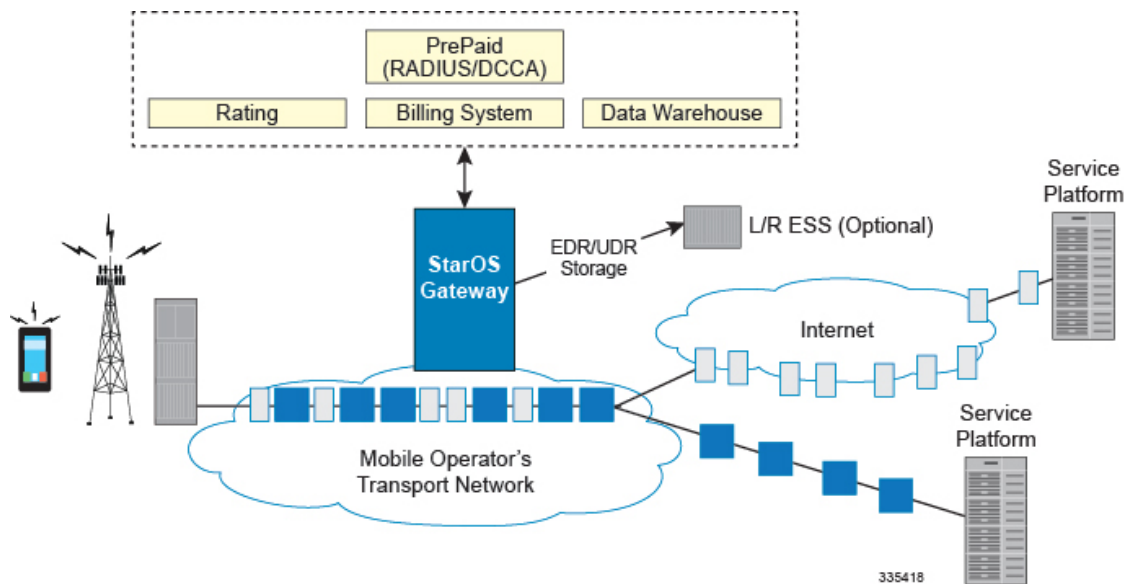 PrePaid
(RADIUS/DCCA)
Rating
Billing System
Data Warehouse
Service
Platform
StarOS
Gateway
EDR/UDR
Storage
L/R ESS (Optional)
Internet
Mobile Operator's
Transport Network
Service
Platform
335418